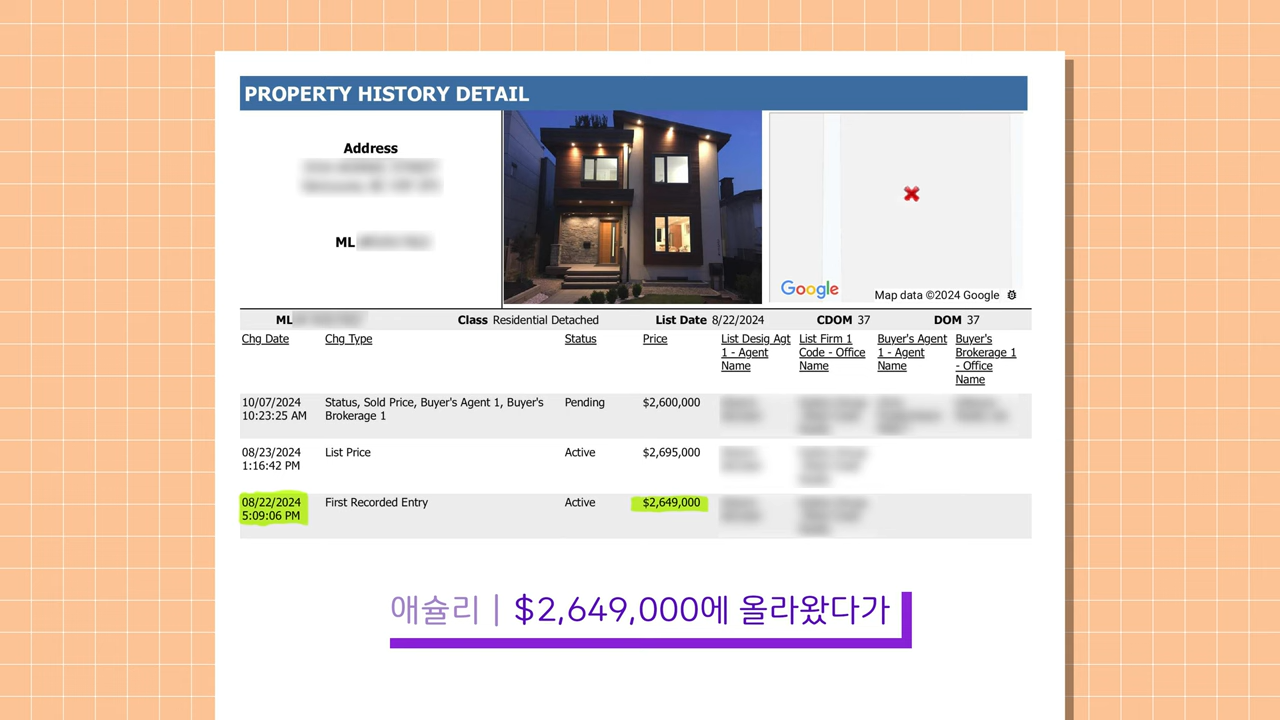 PROPERTY HISTORY DETAIL
Address
ML
Google
Map data ©2024 Google
ML
Class Residential Detached
List Date 8/22/2024
CDOM 37
DOM 37
Chg Date
Chg Type
Status
Price
List Desig Agt
1 - Agent
Name
List Firm 1
Code - Office
Name
Buyer's Agent
1 - Agent
Name
Buyer's
Brokerage 1
- Office
Name
10/07/2024
10:23:25 AM
Status, Sold Price, Buyer's Agent 1, Buyer's
Brokerage 1
Pending
$2,600,000
08/23/2024
1:16:42 PM
List Price
Active
$2,695,000
08/22/2024
5:09:06 PM
First Recorded Entry
Active
$2,649,000
애슐리 | $2,649,000에 올라왔다가